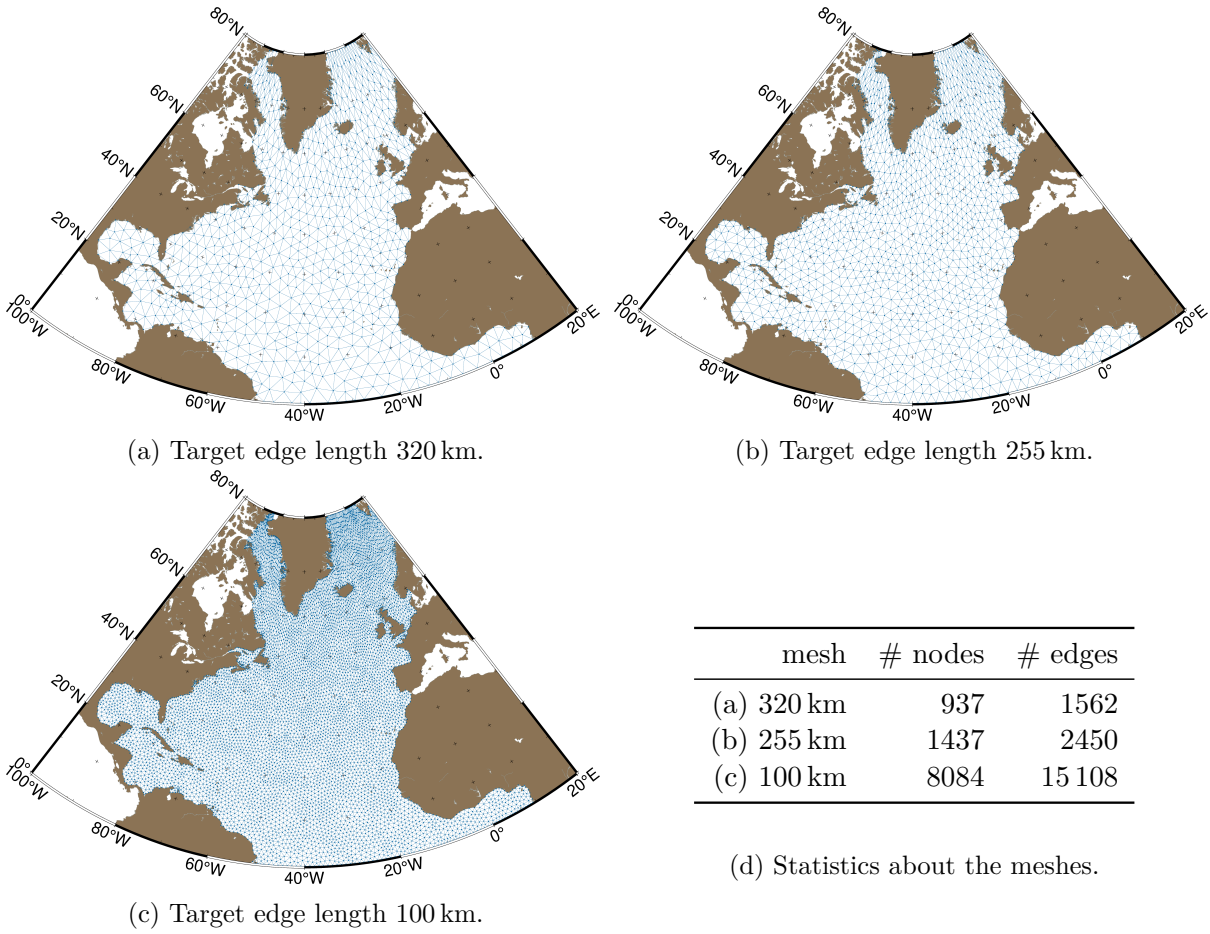 80°N
60°N
40°N
20°N
0°
100°W
80°W
60°W
40°W
20°W
0°
20°E
(a) Target edge length 320 km.
80°N
60°N
40°N
20°N
0°
100°W
80°W
60°W
40°W
20°W
0°
20°E
(b) Target edge length 255 km.
80°N
60°N
40°N
20°N
0°
100°W
80°W
60°W
40°W
20°W
0°
20°E
(c) Target edge length 100 km.
mesh # nodes # edges
(a) 320 km 937 1562
(b) 255 km 1437 2450
(c) 100 km 8084 15 108
(d) Statistics about the meshes.